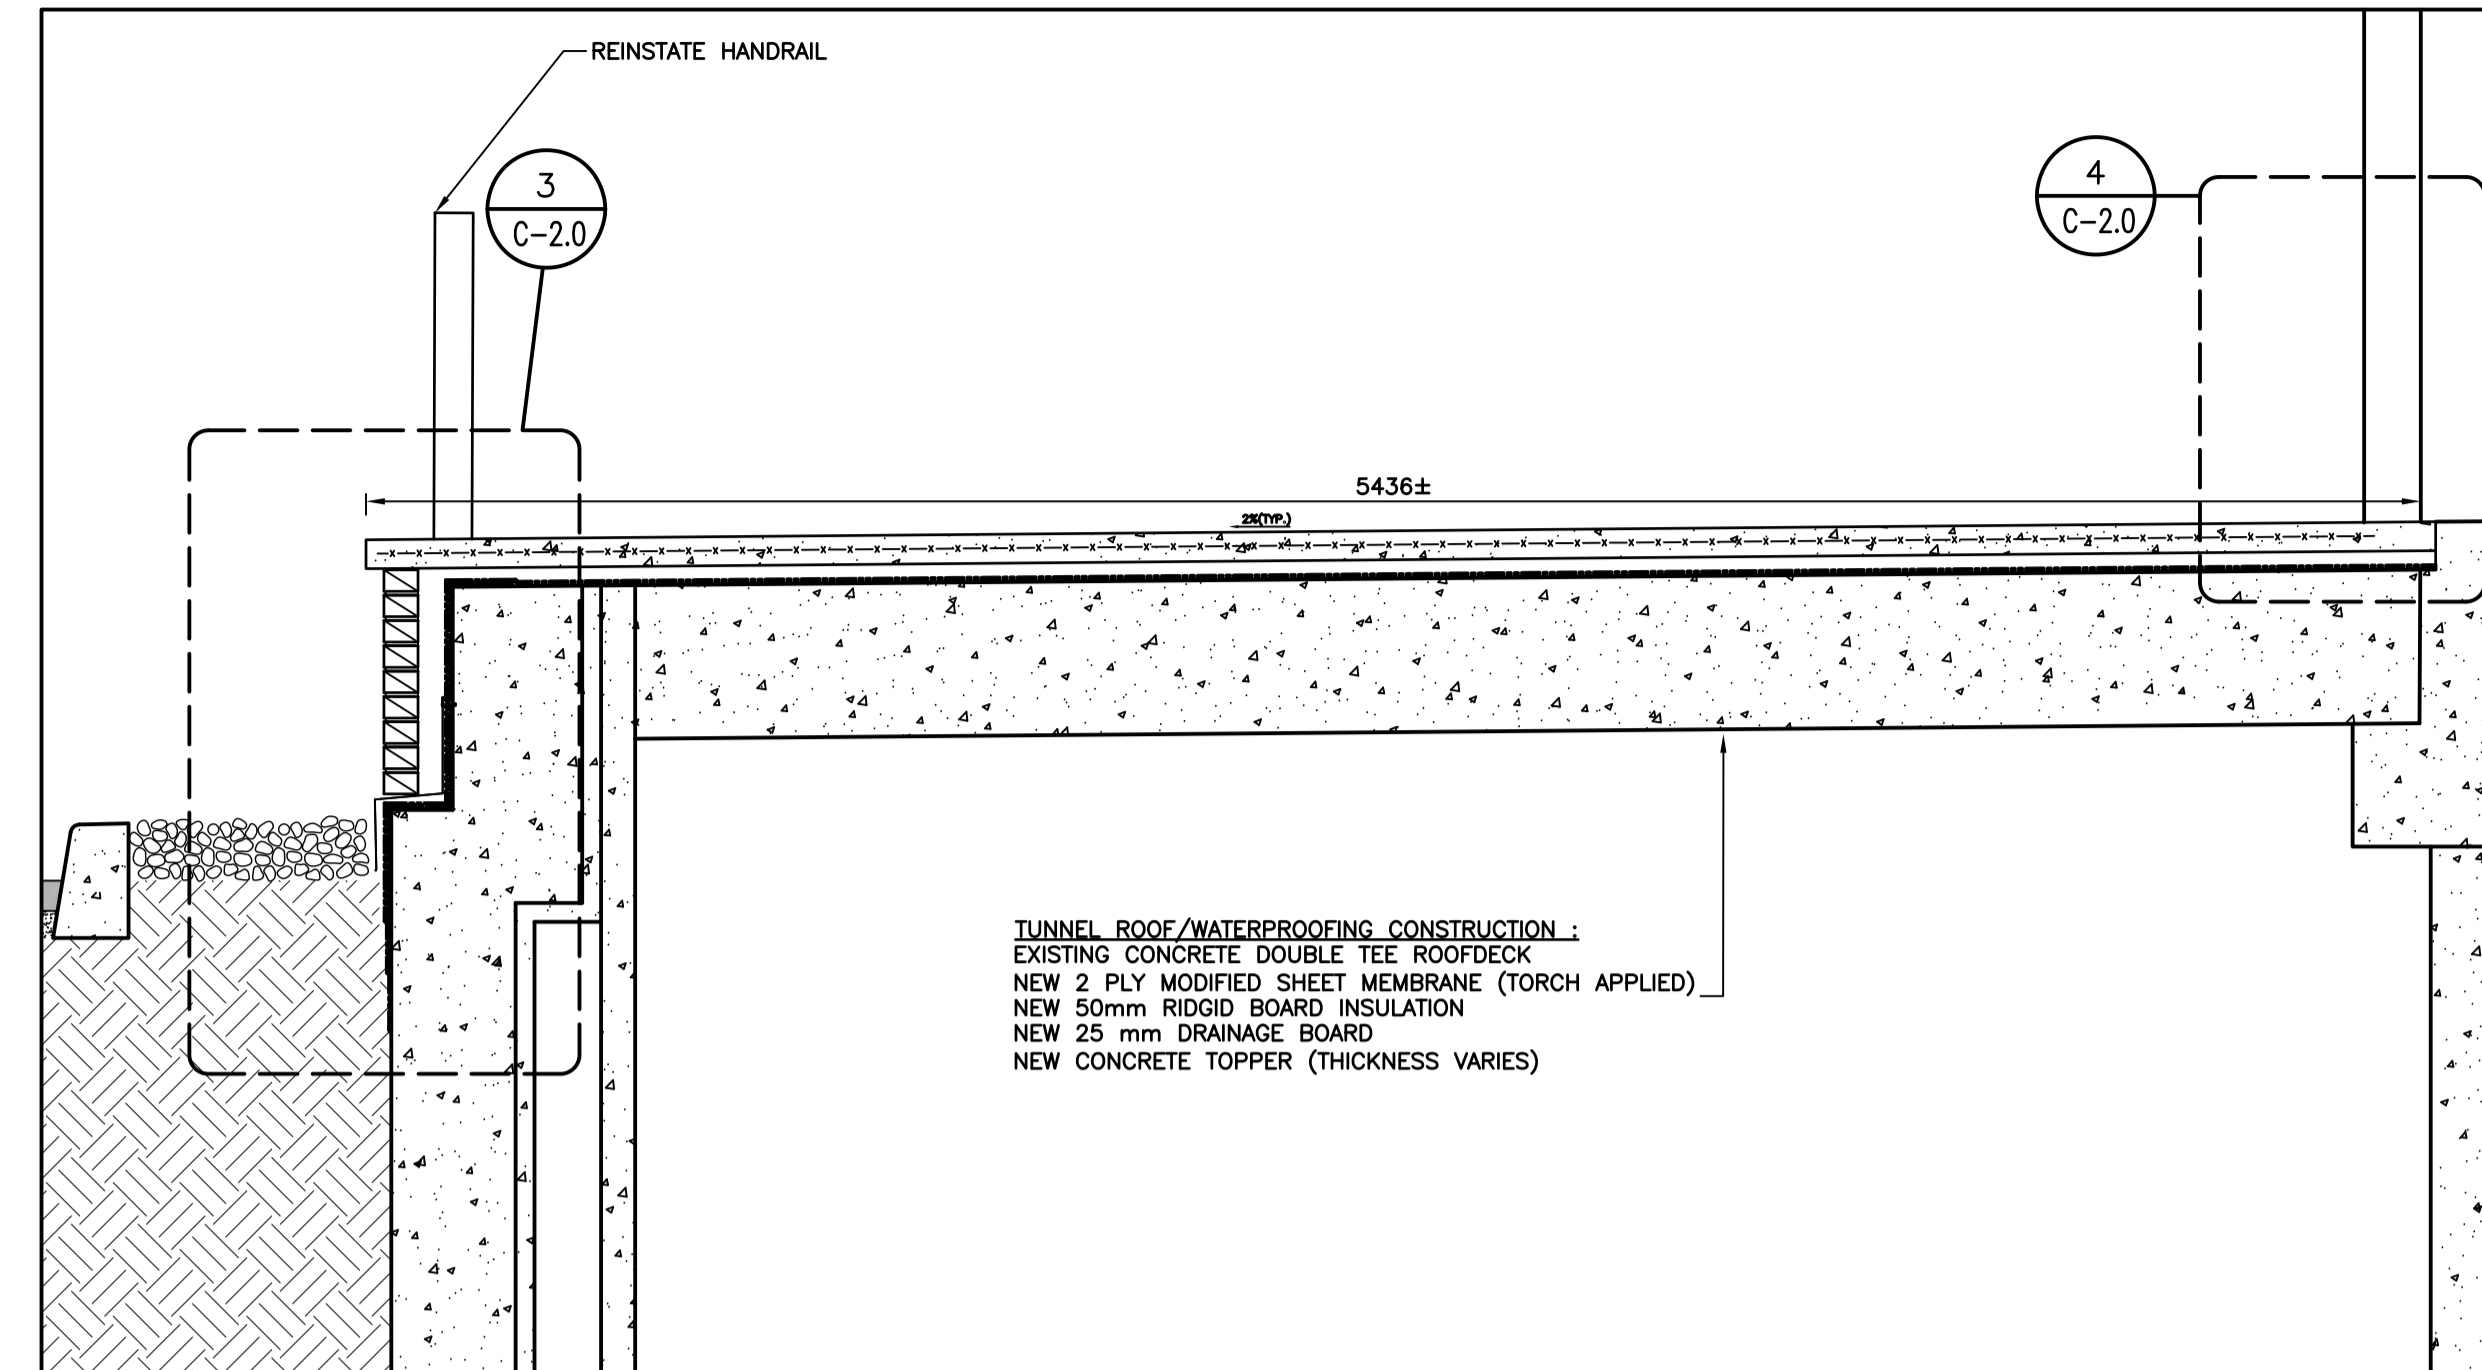 REINSTATE HANDRAIL
3
C-2.0
4
C-2.0
5436±
2%(TYP.)
TUNNEL ROOF/WATERPROOFING CONSTRUCTION :
EXISTING CONCRETE DOUBLE TEE ROOFDECK
NEW 2 PLY MODIFIED SHEET MEMBRANE (TORCH APPLIED)
NEW 50mm RIDGID BOARD INSULATION
NEW 25 mm DRAINAGE BOARD
NEW CONCRETE TOPPER (THICKNESS VARIES)